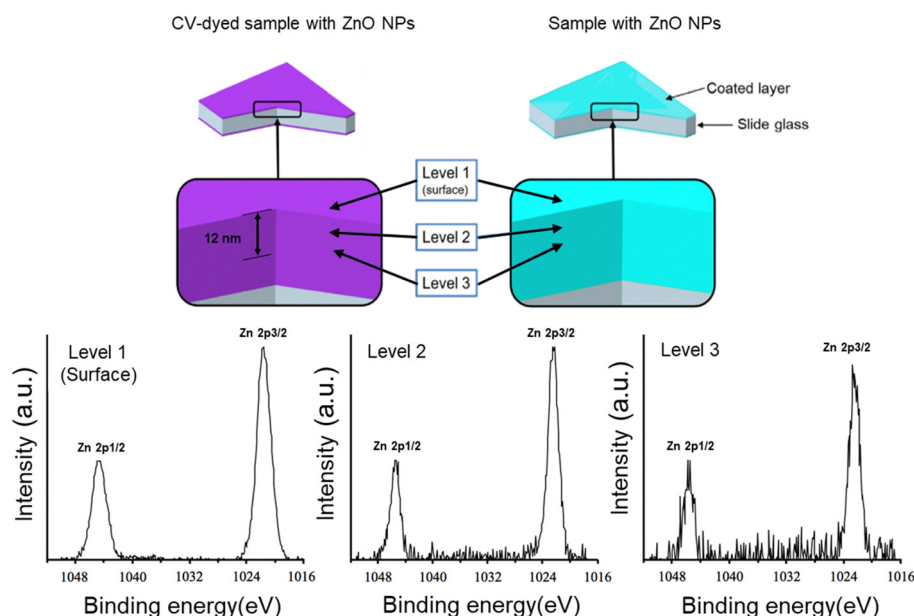 CV-dyed sample with ZnO NPs
Sample with ZnO NPs
Coated layer
Slide glass
Level 1
(surface)
12 nm
Level 2
Level 3
Level 1
(Surface)
Zn 2p3/2
Zn 2p1/2
Intensity (a.u.)
1048 1040 1032 1024 1016
Binding energy(eV)
Level 2
Zn 2p3/2
Zn 2p1/2
Intensity (a.u.)
1048 1040 1032 1024 1016
Binding energy(eV)
Level 3
Zn 2p3/2
Zn 2p1/2
Intensity (a.u.)
1048 1040 1032 1024 1016
Binding energy(eV)